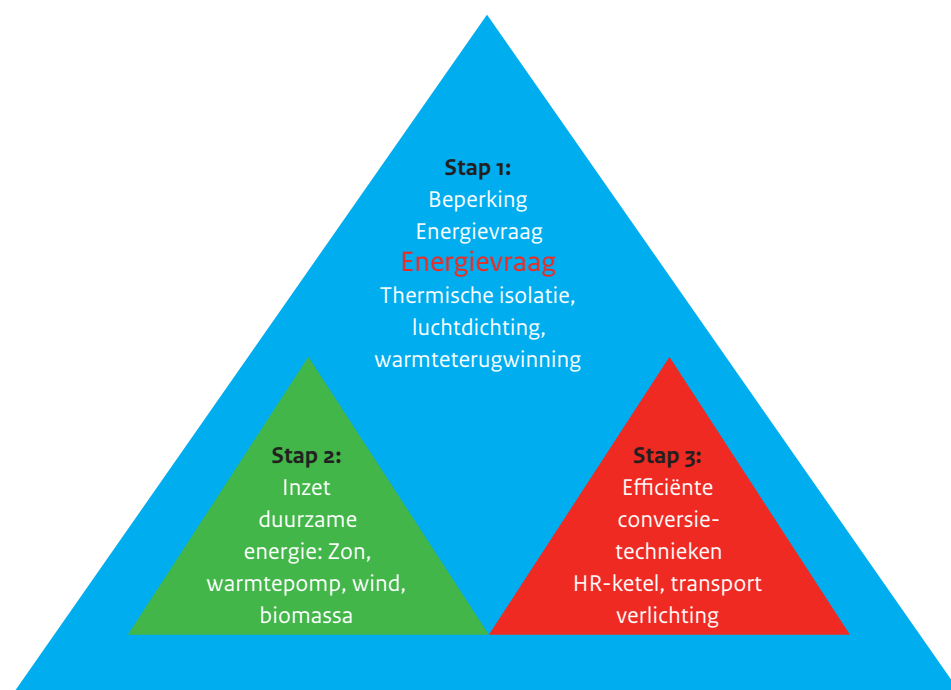 Stap 1:
Beperking
Energievraag
Energievraag
Thermische isolatie,
luchtdichting,
warmteterugwinning
Stap 2:
Inzet
duurzame
energie: Zon,
warmtepomp, wind,
biomassa
Stap 3:
Efficiënte
conversie-
technieken
HR-ketel, transport
verlichting